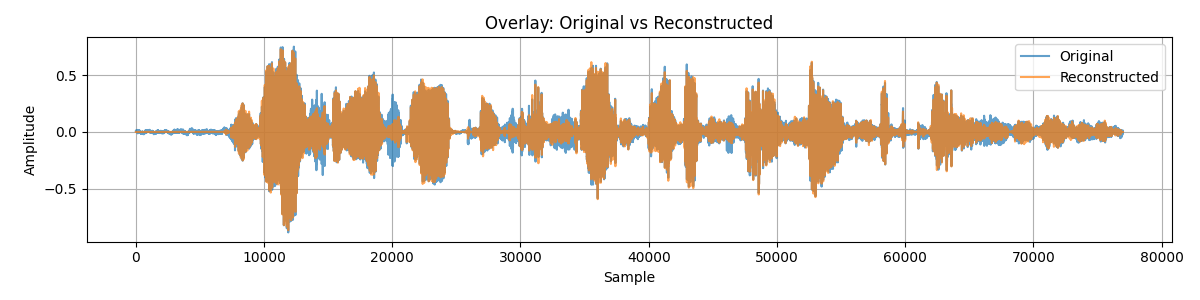 Overlay: Original vs Reconstructed
Original
Reconstructed
Amplitude
0.5
0.0
−0.5
0 10000 20000 30000 40000 50000 60000 70000 80000
Sample